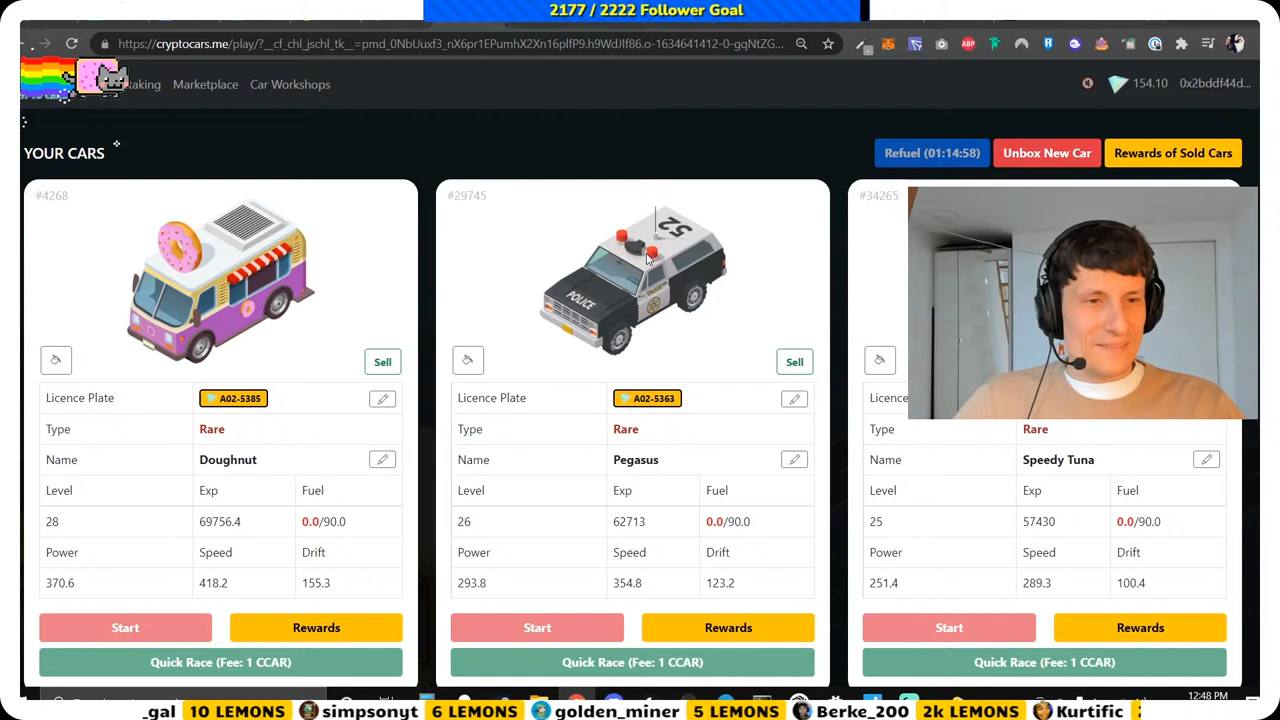 2177 / 2222 Follower Goal
https://cryptocars.me/play/?__cf_chl_jschl_tk__=pmd_0NbUuxf3_nX6pr1EPumhX2Xn16plfP9.h9WdJIf86.o-1634641412-0-gqNtZG...
ABP
taking Marketplace Car Workshops 154.10 0x2bddf44d...
YOUR CARS Refuel (01:14:58) Unbox New Car Rewards of Sold Cars
#4268
Sell
Licence Plate A02-5385
Type Rare
Name Doughnut
Level Exp Fuel
28 69756.4 0.0/90.0
Power Speed Drift
370.6 418.2 155.3
Start Rewards
Quick Race (Fee: 1 CCAR)
#29745
52
POLICE
Sell
Licence Plate A02-5363
Type Rare
Name Pegasus
Level Exp Fuel
26 62713 0.0/90.0
Power Speed Drift
293.8 354.8 123.2
Start Rewards
Quick Race (Fee: 1 CCAR)
#34265
Licence
Type Rare
Name Speedy Tuna
Level Exp Fuel
25 57430 0.0/90.0
Power Speed Drift
251.4 289.3 100.4
Start Rewards
Quick Race (Fee: 1 CCAR)
12:48 PM
_gal 10 LEMONS simpsonyt 6 LEMONS golden_miner 5 LEMONS Berke_200 2k LEMONS Kurtific